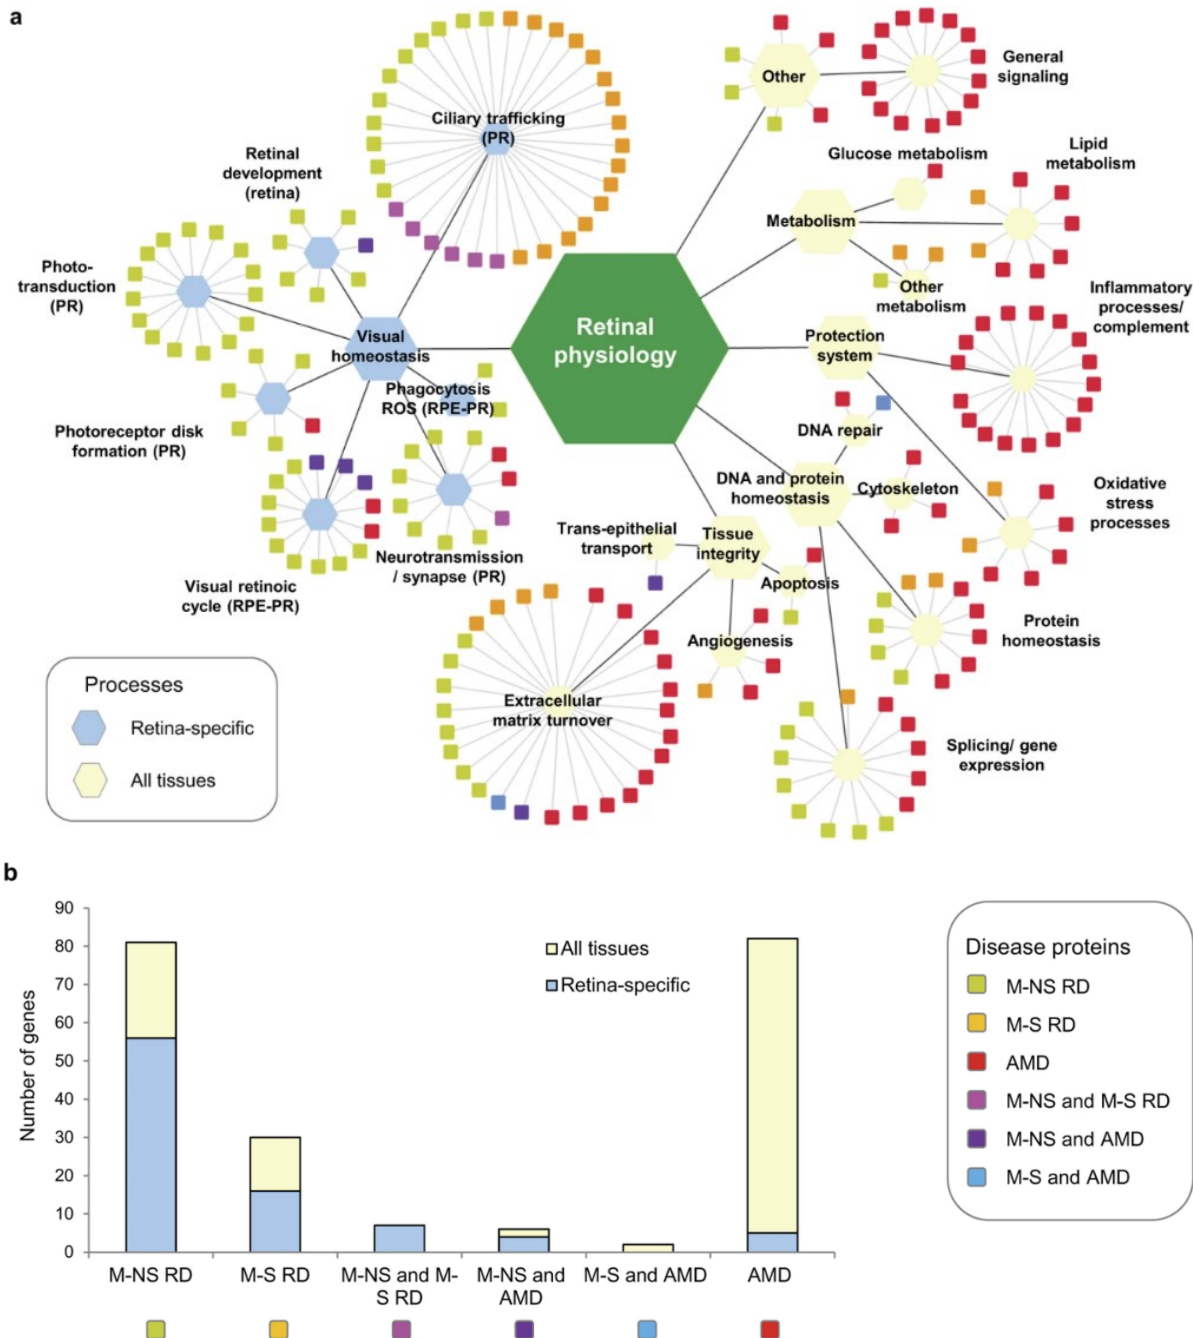 a
Ciliary trafficking
(PR)
Other
General
signaling
Retinal
development
(retina)
Glucose metabolism
Lipid
metabolism
Metabolism
Photo-
transduction
(PR)
Other
metabolism
Inflammatory
processes/
complement
Retinal
physiology
Visual
homeostasis
Protection
system
Phagocytosis
ROS (RPE-PR)
Photoreceptor disk
formation (PR)
DNA repair
DNA and protein
homeostasis
Cytoskeleton
Oxidative
stress
processes
Trans-epithelial
transport
Tissue
integrity
Neurotransmission
/ synapse (PR)
Visual retinoic
cycle (RPE-PR)
Apoptosis
Angiogenesis
Protein
homeostasis
Extracellular
matrix turnover
Splicing/ gene
expression
Processes
Retina-specific
All tissues
b
Number of genes
90
80
70
60
50
40
30
20
10
0
All tissues
Retina-specific
M-NS RD
M-S RD
M-NS and M-
S RD
M-NS and
AMD
M-S and AMD
AMD
Disease proteins
M-NS RD
M-S RD
AMD
M-NS and M-S RD
M-NS and AMD
M-S and AMD